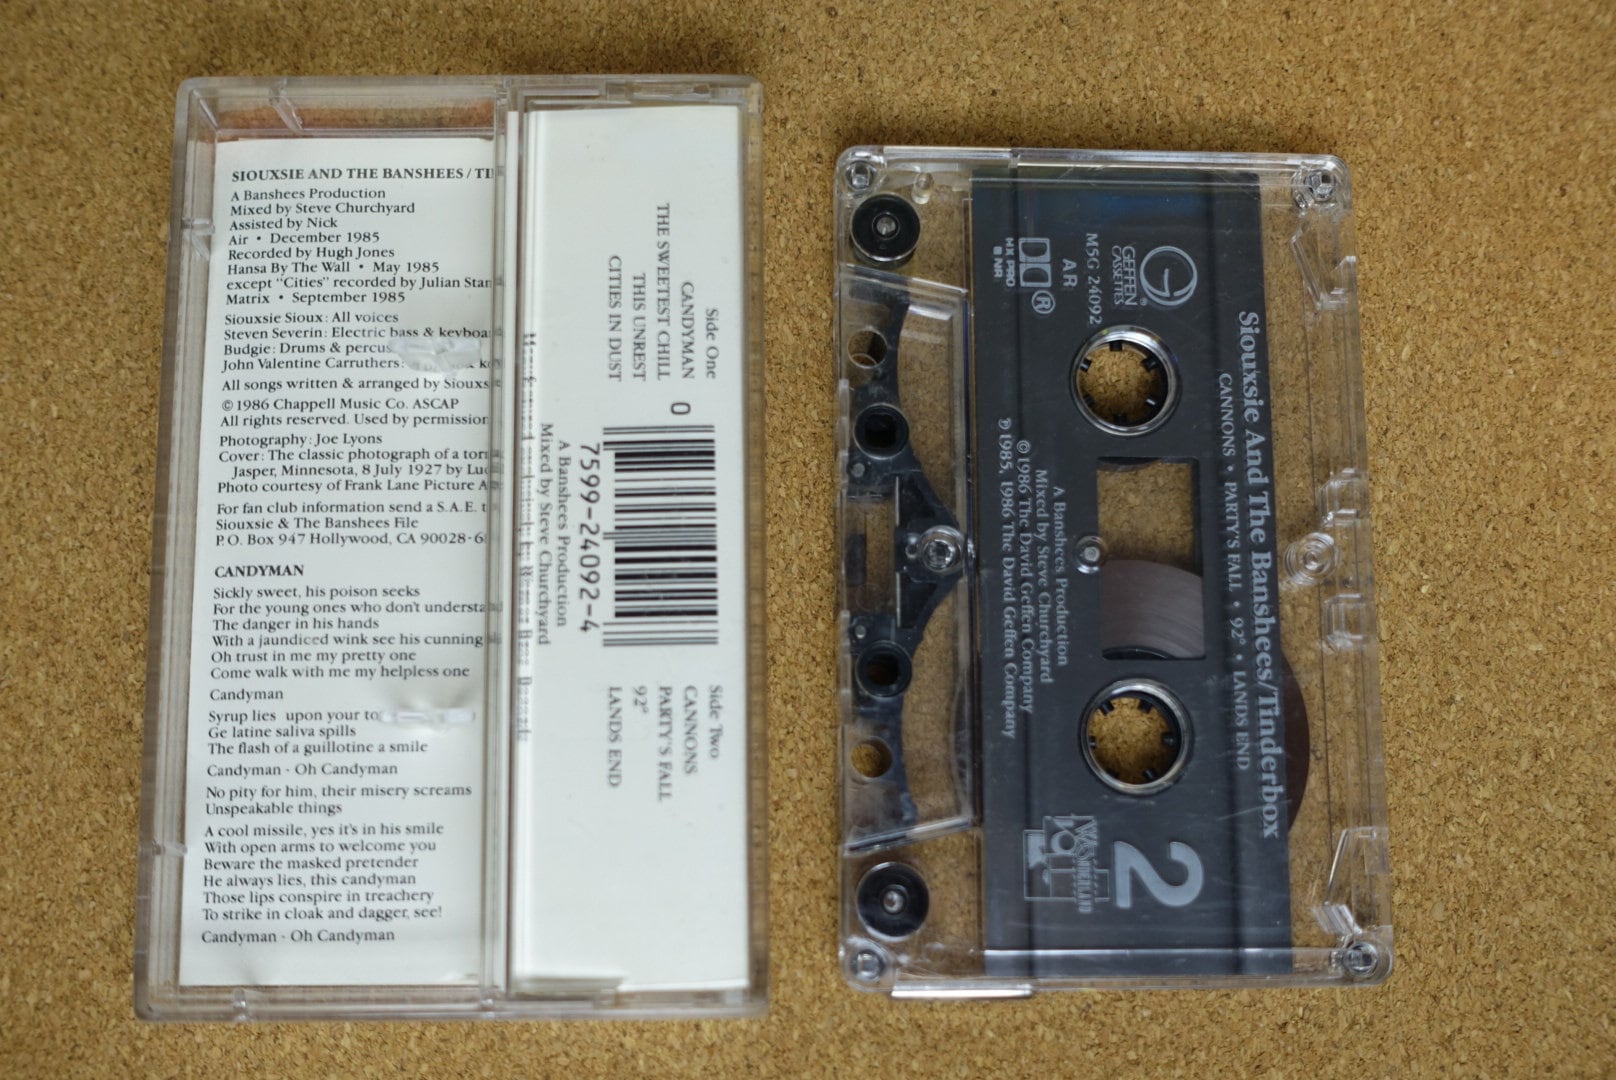 SIOUXSIE AND THE BANSHEES / TI
A Banshees Production
Mixed by Steve Churchyard
Assisted by Nick
Air • December 1985
Recorded by Hugh Jones
Hansa By The Wall • May 1985
except "Cities" recorded by Julian Stan
Matrix • September 1985
Siouxsie Sioux: All voices
Steven Severin: Electric bass & keyboa
Budgie: Drums & percus
John Valentine Carruthers:
All songs written & arranged by Siouxs
© 1986 Chappell Music Co. ASCAP
All rights reserved. Used by permission
Photography: Joe Lyons
Cover: The classic photograph of a torn
Jasper, Minnesota, 8 July 1927 by Luc
Photo courtesy of Frank Lane Picture A
For fan club information send a S.A.E. t
Siouxsie & The Banshees File
P.O. Box 947 Hollywood, CA 90028-6
CANDYMAN
Sickly sweet, his poison seeks
For the young ones who don't understa
The danger in his hands
With a jaundiced wink see his cunning
Oh trust in me my pretty one
Come walk with me my helpless one
Candyman
Syrup lies upon your to
Ge latine saliva spills
The flash of a guillotine a smile
Candyman - Oh Candyman
No pity for him, their misery screams
Unspeakable things
A cool missile, yes it's in his smile
With open arms to welcome you
Beware the masked pretender
He always lies, this candyman
Those lips conspire in treachery
To strike in cloak and dagger, see!
Candyman - Oh Candyman
Side One
CANDYMAN
THE SWEETEST CHILL
THIS UNREST
CITIES IN DUST
0
7599-24092-4
A Banshees Production
Mixed by Steve Churchyard
Side Two
CANNONS
PARTY'S FALL
92°
LANDS END
Siouxsie And The Banshees/Tinderbox
CANNONS • PARTY'S FALL • 92° • LANDS END
GEFFEN
CASSETTES
®
M5G 24092
AR
®
HX PRO
B NR
A Banshees Production
Mixed by Steve Churchyard
© 1986 The David Geffen Company
℗ 1985, 1986 The David Geffen Company
2
WONDERLAND